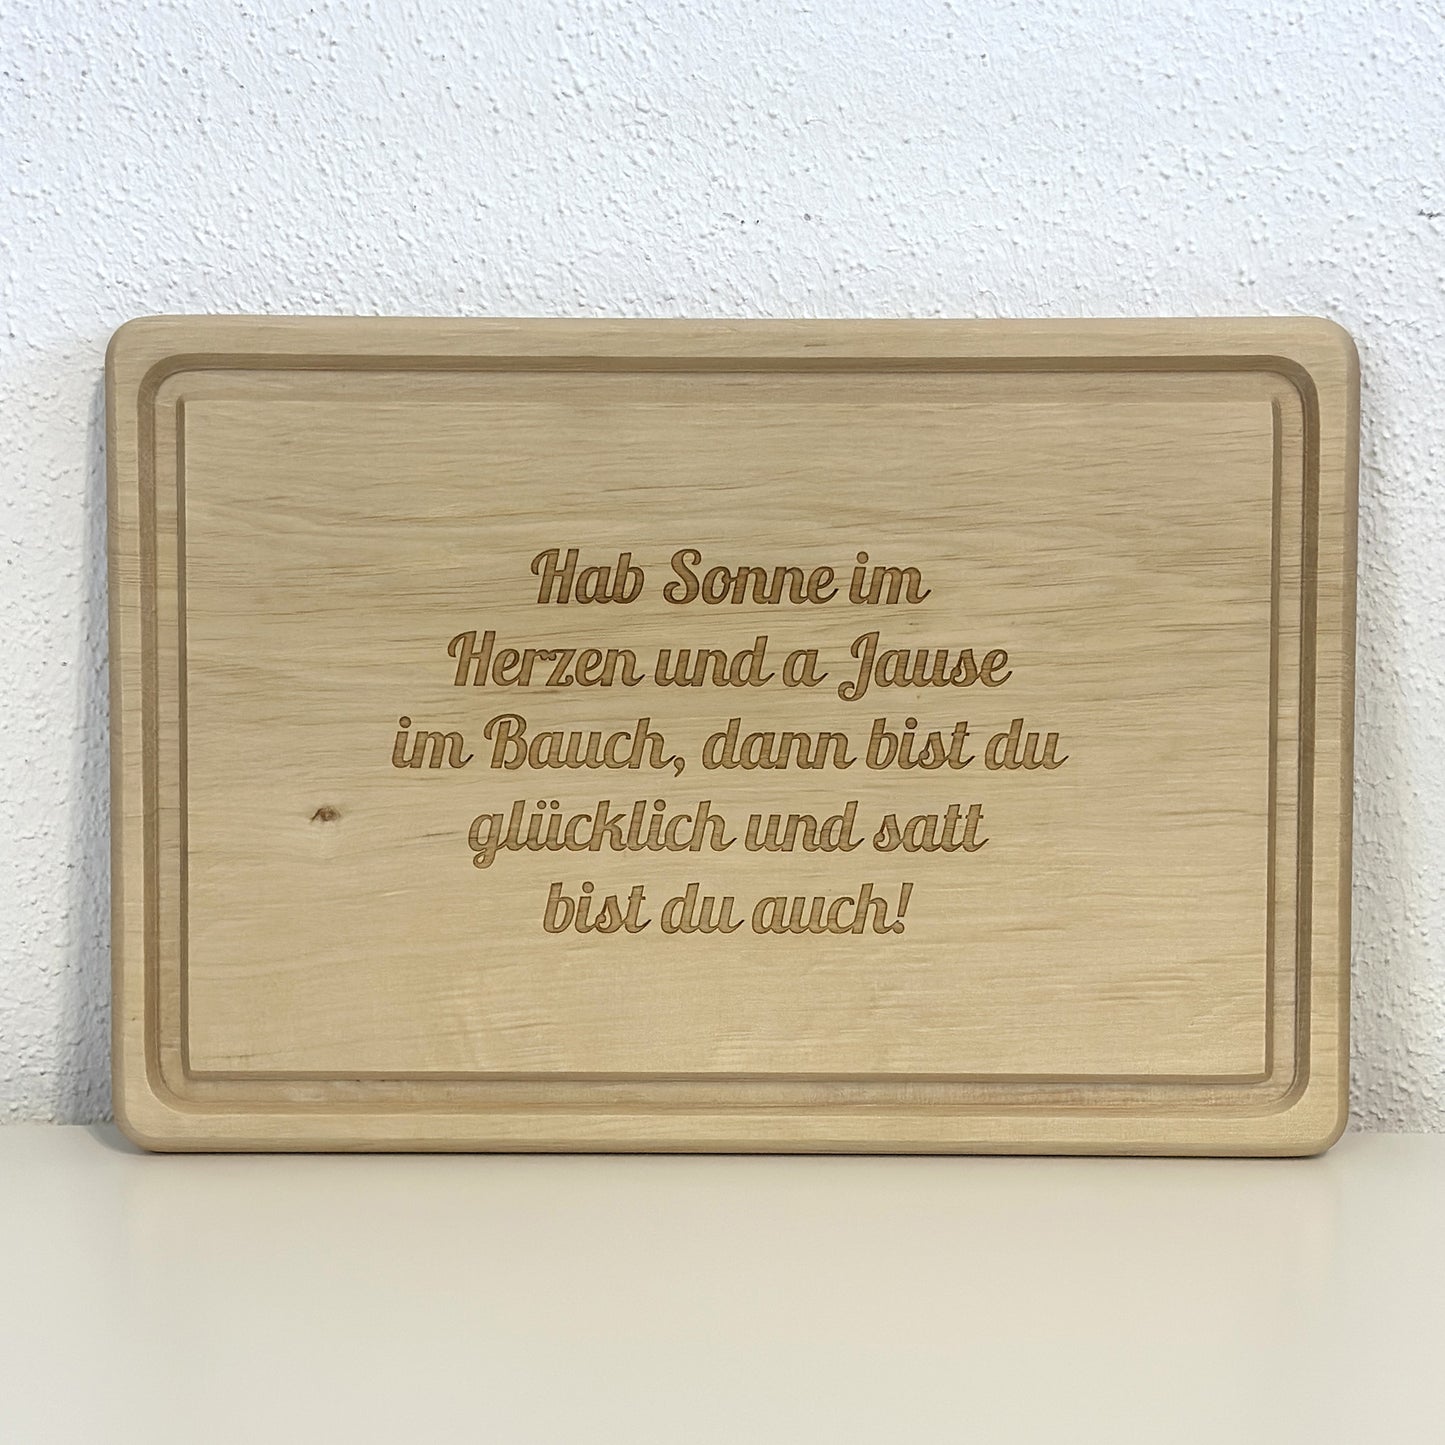 Hab Sonne im
Herzen und a Jause
im Bauch, dann bist du
glücklich und satt
bist du auch!